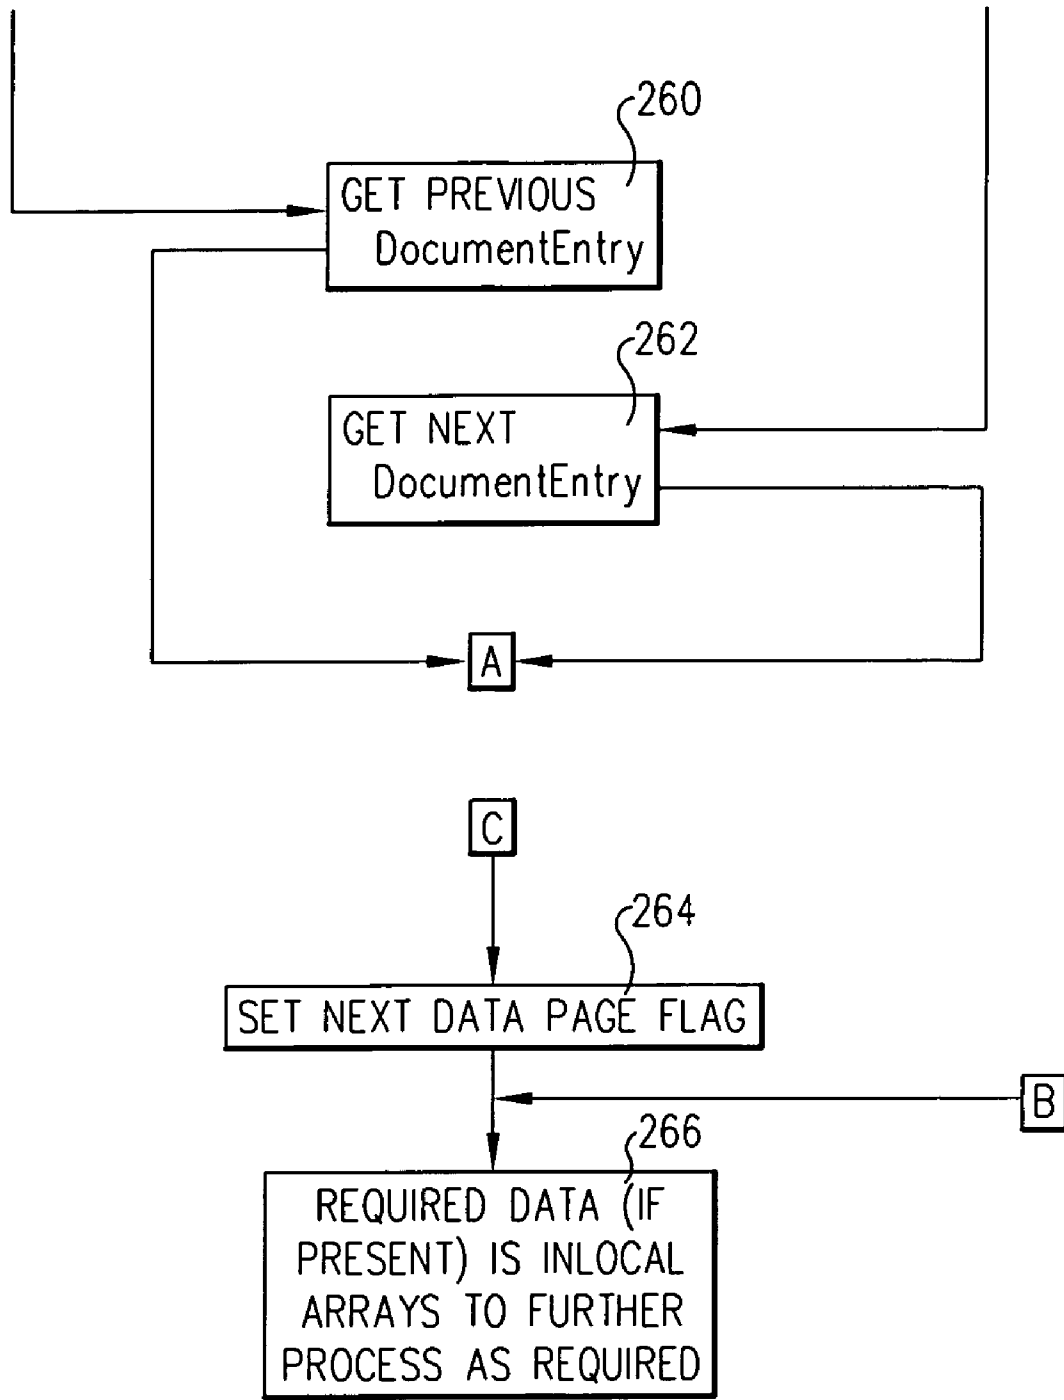 260
GET PREVIOUS
DocumentEntry
262
GET NEXT
DocumentEntry
A
C
264
SET NEXT DATA PAGE FLAG
B
266
REQUIRED DATA (IF
PRESENT) IS INLOCAL
ARRAYS TO FURTHER
PROCESS AS REQUIRED